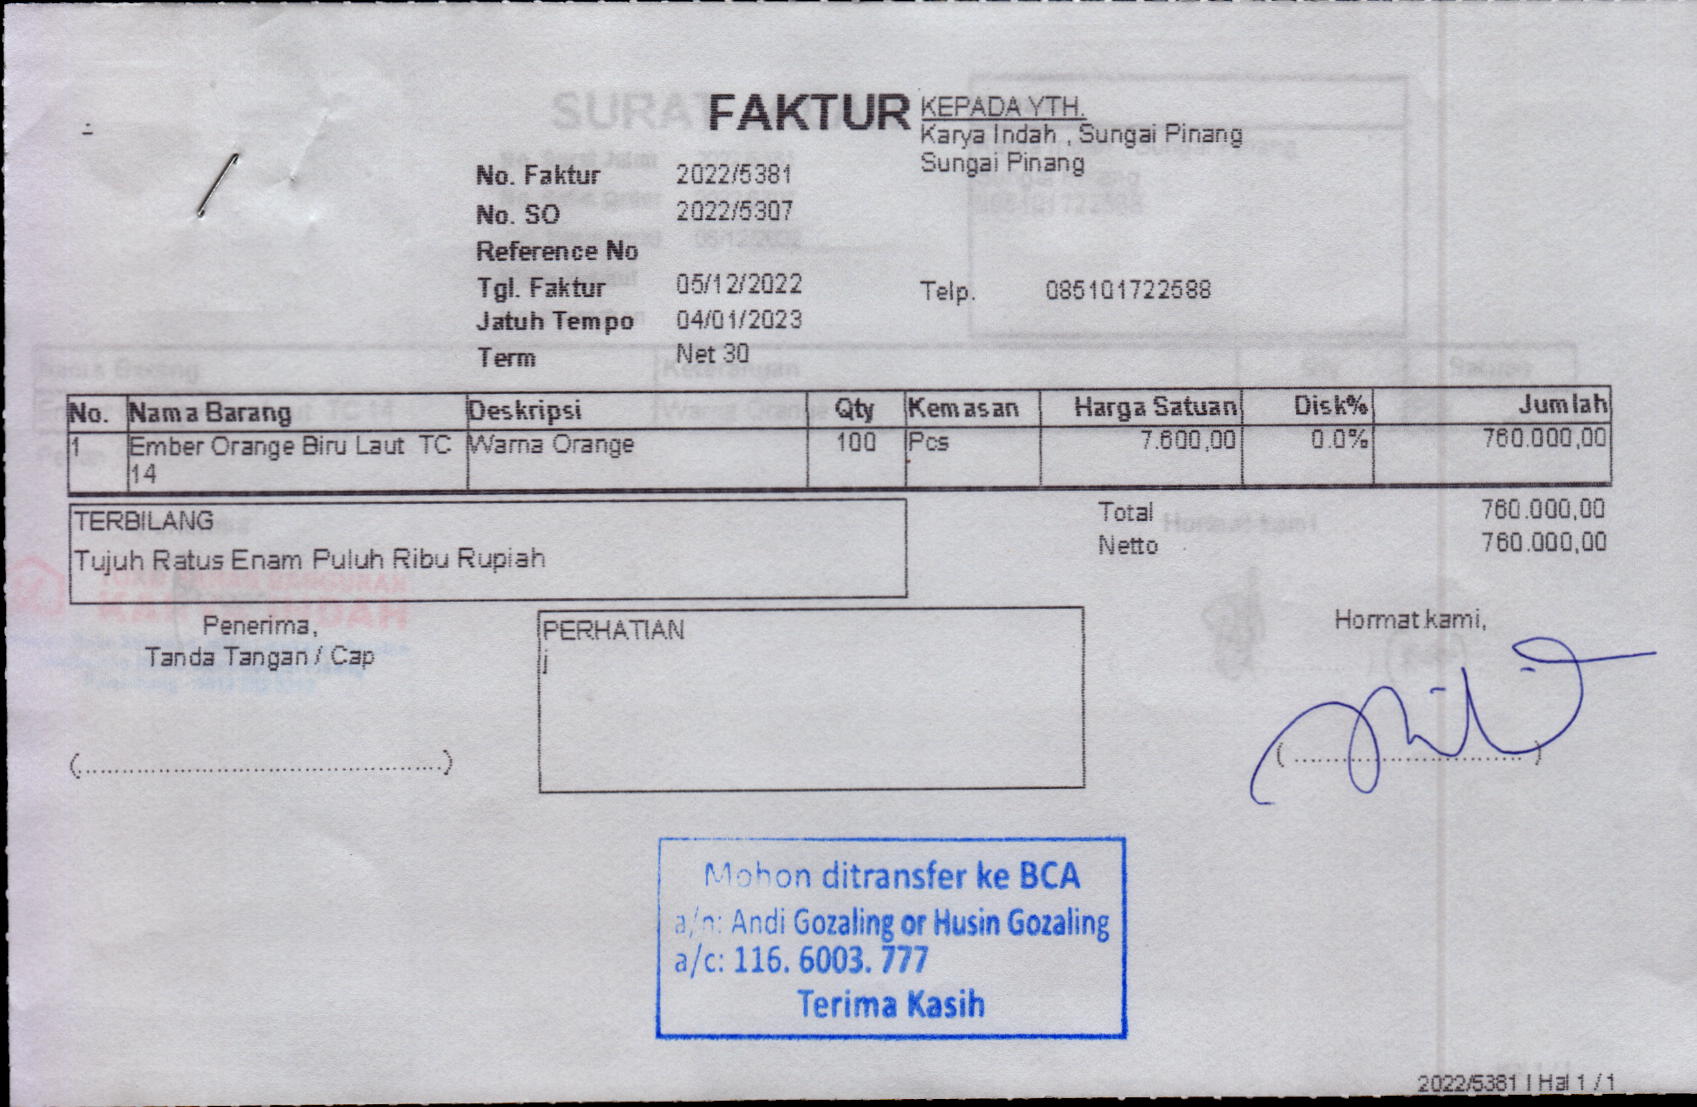 FAKTUR
KEPADA YTH.
Karya Indah , Sungai Pinang
Sungai Pinang
No. Faktur 2022/5381
No. SO 2022/5307
Reference No
Tgl. Faktur 05/12/2022
Telp. 085101722588
Jatuh Tempo 04/01/2023
Term Net 30
No. Nama Barang Deskripsi Qty Kemasan Harga Satuan Disk% Jumlah
1 Ember Orange Biru Laut TC Warna Orange 100 Pcs 7.600,00 0.0% 760.000,00
14
TERBILANG
Tujuh Ratus Enam Puluh Ribu Rupiah
Total 760.000,00
Netto 760.000,00
Penerima,
Tanda Tangan / Cap
PERHATIAN
j
Hormat kami,
Mohon ditransfer ke BCA
a/n: Andi Gozaling or Husin Gozaling
a/c: 116. 6003. 777
Terima Kasih
2022/5381 | Hal 1 / 1